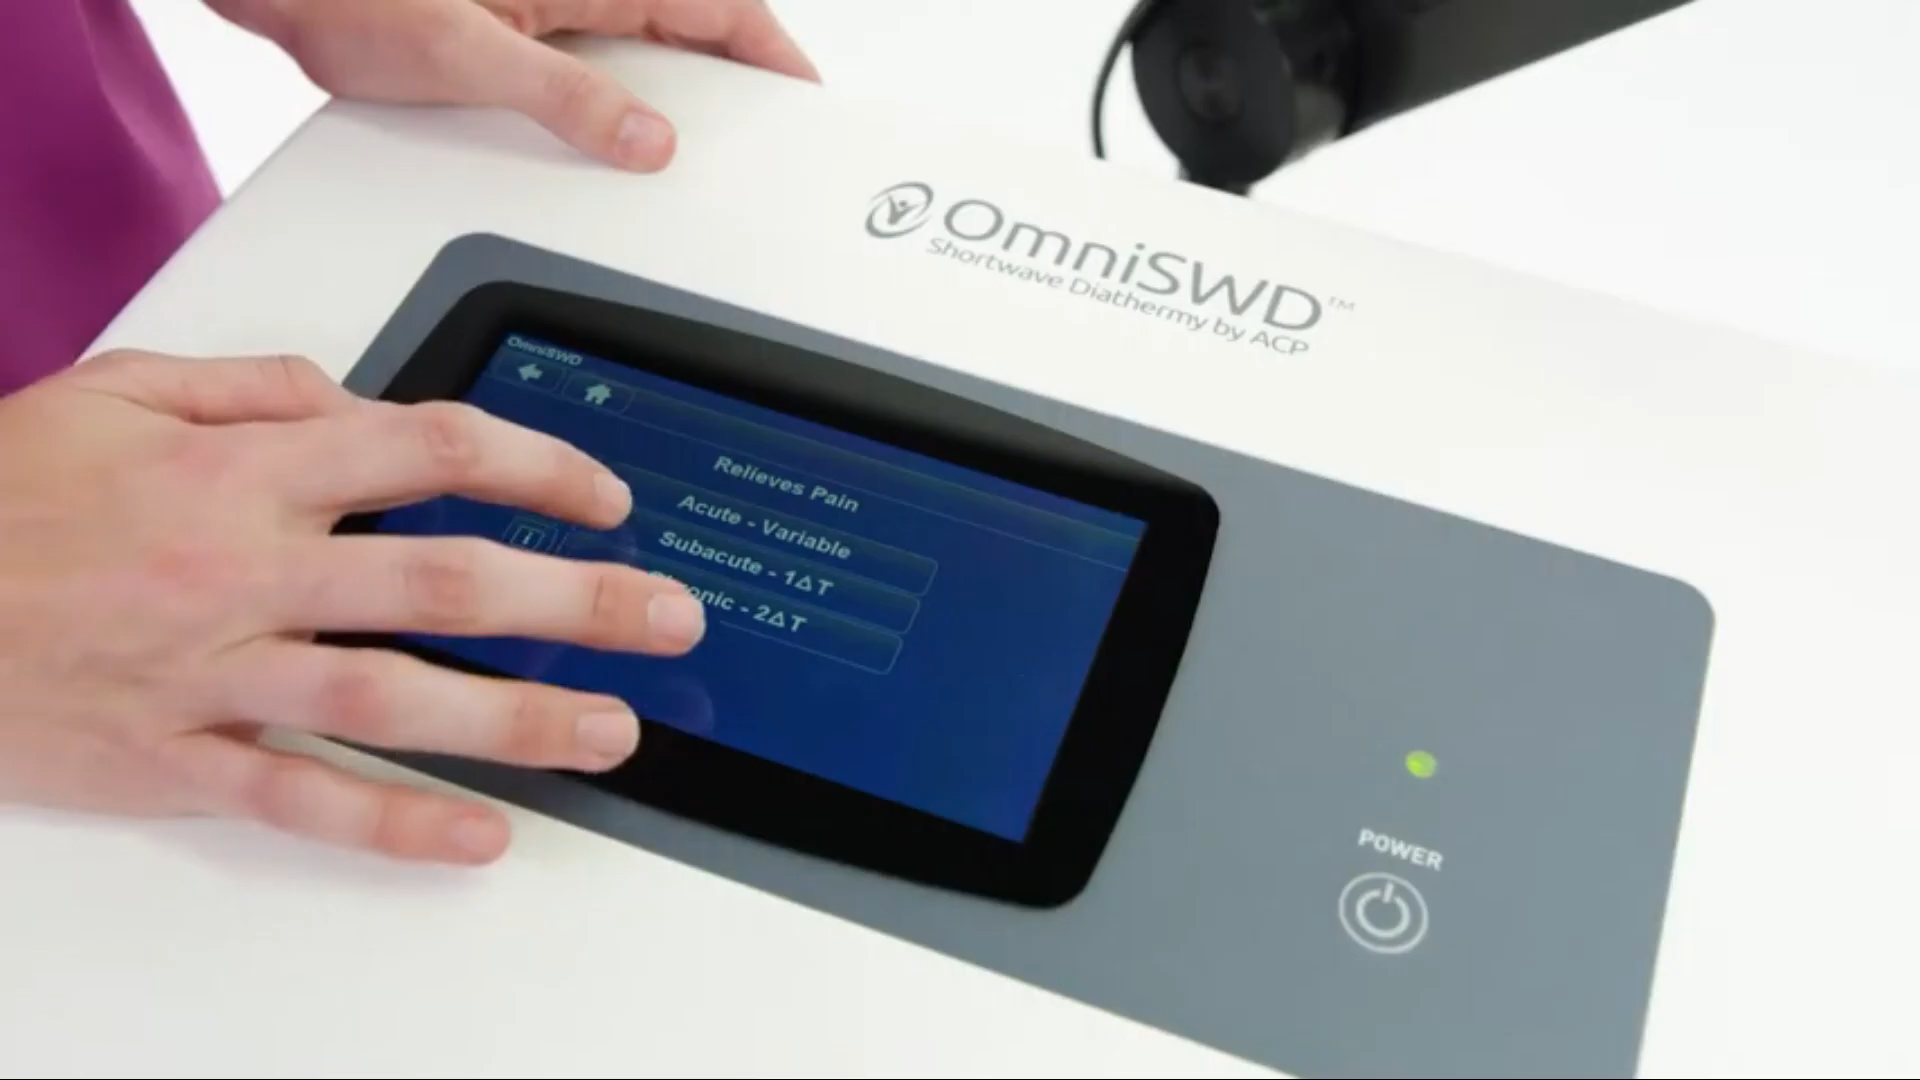 OmniSWD™
Shortwave Diathermy by ACP
OmniSWD
Relieves Pain
Acute - Variable
Subacute - 1ΔT
- 2ΔT
i
POWER